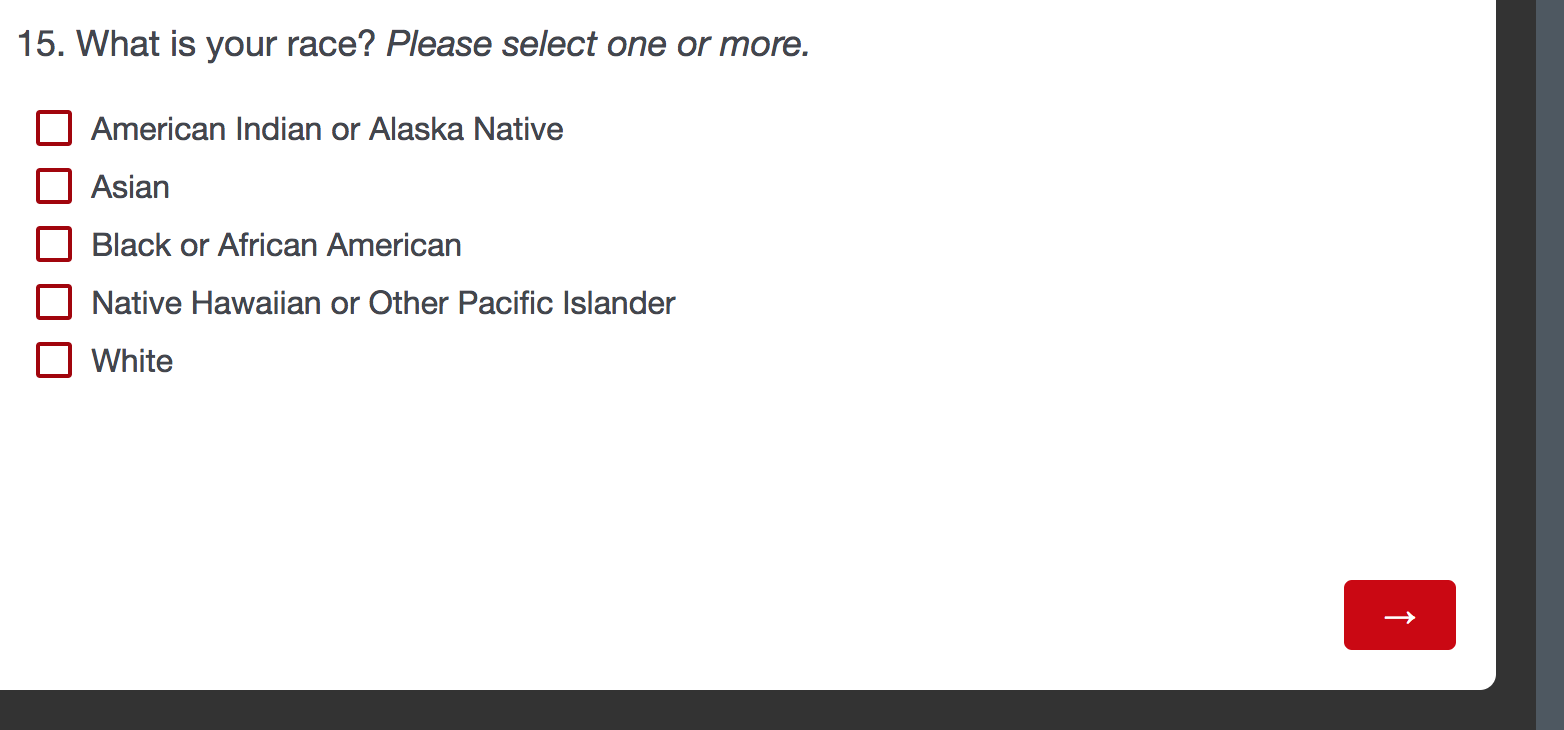 15. What is your race? Please select one or more.
American Indian or Alaska Native
Asian
Black or African American
Native Hawaiian or Other Pacific Islander
White
→